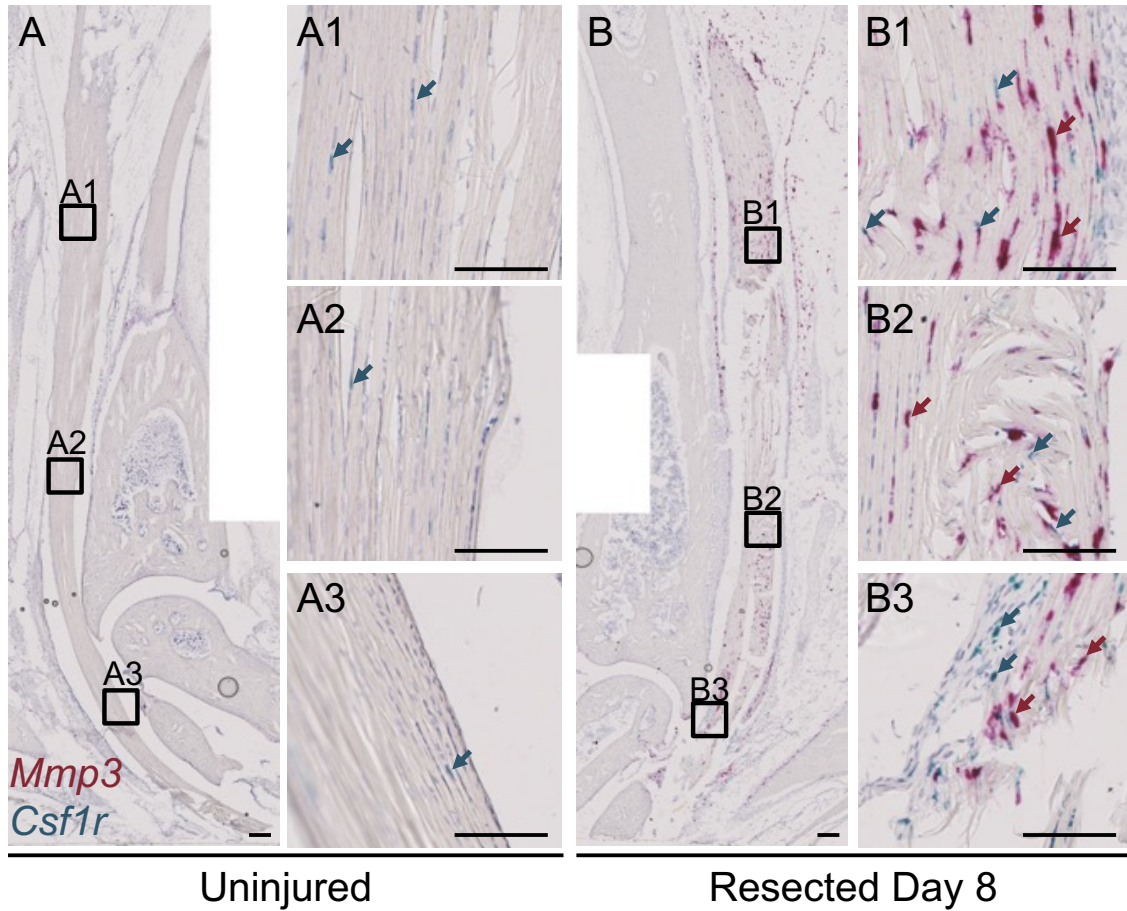 A
A1
A2
A3
Mmp3
Csf1r
A1
A2
A3
B
B1
B2
B3
B1
B2
B3
Uninjured
Resected Day 8